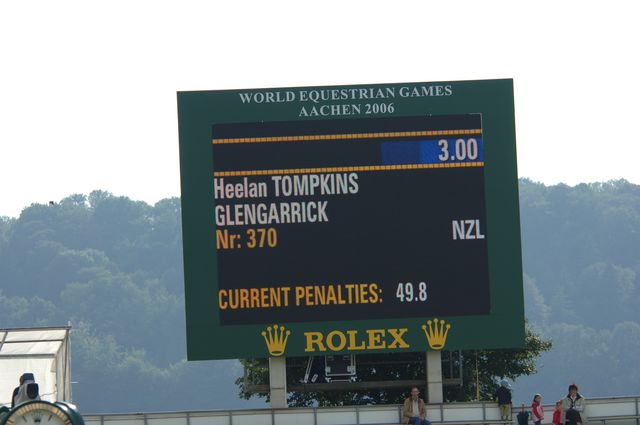 WORLD EQUESTRIAN GAMES
AACHEN 2006
3.00
Heelan TOMPKINS
GLENGARRICK
Nr: 370 NZL
CURRENT PENALTIES: 49.8
ROLEX